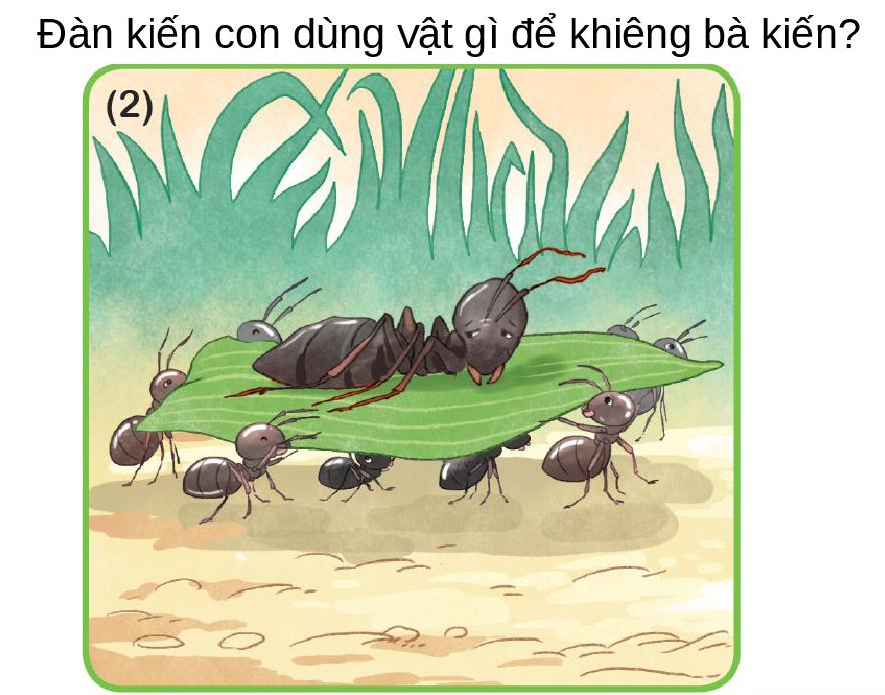 Đàn kiến con dùng vật gì để khiêng bà kiến?
(2)